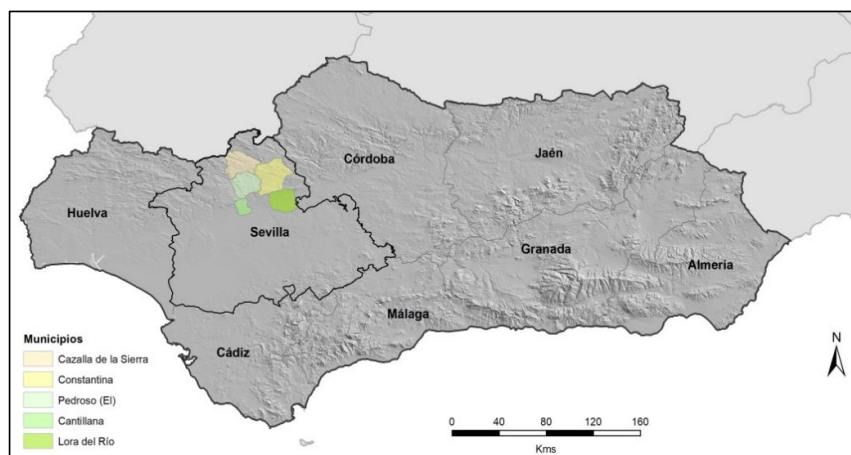 Córdoba
Jaén
Huelva
Sevilla
Granada
Almería
Málaga
Cádiz
Municipios
Cazalla de la Sierra
Constantina
Pedroso (El)
Cantillana
Lora del Río
N
0 40 80 120 160
Kms